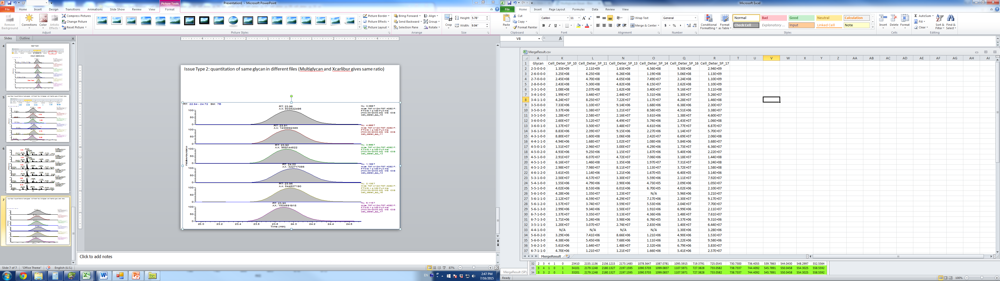 Presentation1 - Microsoft PowerPoint
Picture Tools
File Home Insert Design Transitions Animations Slide Show Review View Format
Remove Background
Corrections Color Artistic Effects
Compress Pictures
Change Picture
Reset Picture
Adjust
Picture Styles
Picture Border
Picture Effects
Picture Layout
Bring Forward
Send Backward
Selection Pane
Align
Group
Rotate
Arrange
Crop
Height: 5.78"
Width: 9.94"
Size
Slides Outline
4
5
6
7
Issue Type 2: quantitation of same glycan in different files (Multiglycan and Xcarlibur gives same ratio)
RT: 22.94 - 24.72 SM: 7B
RT: 23.96
AA: 803522496
NL: 3.06E7
m/z= 787.4124-787.4282 F:
FTMS + p NSI Full ms
[700.00-2000.00] MS ICIS
cell_deter_sp_10
RT: 23.91
AA: 1235892385
NL: 4.86E7
m/z= 787.4124-787.4282 F:
FTMS + p NSI Full ms
[700.00-2000.00] MS ICIS
cell_deter_sp_11
RT: 23.92
AA: 989144822
NL: 3.99E7
m/z= 787.4124-787.4282 F:
FTMS + p NSI Full ms
[700.00-2000.00] MS ICIS
cell_deter_sp_13
RT: 24.00
AA: 322717086
NL: 1.16E7
m/z= 787.4124-787.4282 F:
FTMS + p NSI Full ms
[700.00-2000.00] MS ICIS
cell_deter_sp_14
RT: 23.96
AA: 544607190
NL: 2.10E7
m/z= 787.4124-787.4282 F:
FTMS + p NSI Full ms
[700.00-2000.00] MS ICIS
cell_deter_sp_16
RT: 23.90
AA: 1504691915
NL: 6.11E7
m/z= 787.4124-787.4282 F:
FTMS + p NSI Full ms
[700.00-2000.00] MS ICIS
cell_deter_sp_17
Relative Abundance
23.0 23.2 23.4 23.6 23.8 24.0 24.2 24.4 24.6
Time (min)
Click to add notes
Slide 7 of 7 "Office Theme" English (U.S.) 87%
EN 2:47 PM
7/16/2015
Microsoft Excel
File Home Insert Page Layout Formulas Data Review View
Paste
Cut
Copy
Format Painter
Clipboard
Calibri 11
Font
Wrap Text
Merge & Center
Alignment
General
Number
Conditional Formatting Format as Table
Normal Bad Good Neutral Calculation
Check Cell Explanatory ... Input Linked Cell Note
Styles
Insert Delete Format
Cells
AutoSum
Fill
Clear
Sort & Filter Find & Select
Editing
V8
MergeResult.csv
A K L N O Q R T U V W X Y Z AA AB AC AD AE AF AG AH AI
1 Glycan Cell_Deter_SP_10 Cell_Deter_SP_11 Cell_Deter_SP_13 Cell_Deter_SP_14 Cell_Deter_SP_16 Cell_Deter_SP_17
2 2-5-0-0-0 1.35E+09 2.11E+09 1.63E+09 4.56E+08 9.50E+08 2.94E+09
3 2-6-0-0-0 3.25E+08 6.25E+08 6.26E+08 1.19E+08 5.06E+08 1.13E+09
4 2-7-0-0-0 2.45E+08 4.70E+08 4.05E+08 7.49E+07 2.24E+08 1.10E+09
5 2-8-0-0-0 2.43E+08 5.30E+08 4.82E+08 6.15E+07 2.62E+08 1.10E+09
6 3-3-1-0-0 1.08E+08 2.07E+08 1.62E+08 3.40E+07 9.16E+07 3.11E+08
7 3-4-1-0-0 1.99E+07 3.44E+07 2.44E+07 5.31E+06 1.30E+07 5.26E+07
8 3-4-1-1-0 4.24E+07 8.25E+07 7.22E+07 1.17E+07 4.28E+07 1.46E+08
9 3-5-0-0-0 7.33E+06 1.10E+07 9.14E+06 1.68E+06 6.38E+06 2.30E+07
10 3-5-0-1-0 3.37E+06 1.38E+07 1.21E+07 8.58E+05 4.51E+06 3.38E+07
11 3-5-1-0-0 1.28E+07 2.58E+07 2.16E+07 3.61E+06 1.38E+07 4.60E+07
12 3-6-0-0-0 2.60E+07 5.12E+07 4.49E+07 5.74E+06 2.43E+07 1.06E+08
13 3-6-0-1-0 1.37E+07 3.50E+07 3.48E+07 4.61E+06 1.77E+07 6.87E+07
14 3-6-1-0-0 8.83E+06 2.39E+07 9.15E+06 2.27E+06 1.14E+07 5.70E+07
15 4-3-1-0-0 8.80E+07 1.60E+08 1.06E+08 2.42E+07 6.69E+07 2.06E+08
16 4-4-1-1-0 4.94E+06 1.68E+07 1.02E+07 1.08E+06 5.84E+06 3.68E+07
17 4-5-0-1-0 1.51E+07 2.96E+07 3.00E+07 4.29E+06 1.73E+07 6.36E+07
18 4-5-0-2-0 4.93E+06 9.25E+06 1.15E+07 1.87E+06 5.40E+06 2.22E+07
19 4-5-1-0-0 2.91E+07 6.07E+07 4.72E+07 7.06E+06 3.18E+07 1.44E+08
20 4-5-1-1-0 6.16E+07 1.46E+08 1.35E+08 1.97E+07 7.31E+07 3.24E+08
21 4-5-1-2-0 2.98E+07 7.98E+07 8.11E+07 1.13E+07 3.72E+07 1.58E+08
22 4-6-1-2-0 3.61E+05 1.14E+06 1.21E+06 1.67E+05 6.40E+05 3.14E+06
23 5-3-1-0-0 2.50E+07 4.57E+07 3.30E+07 5.59E+06 2.11E+07 7.92E+07
24 5-4-1-0-0 1.55E+06 4.79E+06 2.90E+06 4.73E+05 2.09E+06 1.05E+07
25 5-5-1-0-0 4.02E+06 8.53E+06 6.01E+06 6.70E+05 4.02E+06 2.10E+07
26 5-6-1-0-0 4.28E+06 1.35E+07 1.23E+07 N/A 5.96E+06 3.21E+07
27 5-6-1-1-0 2.12E+07 4.59E+07 4.29E+07 7.17E+06 2.30E+07 9.17E+07
28 5-6-1-2-0 1.57E+07 3.74E+07 3.59E+07 5.53E+06 2.04E+07 7.70E+07
29 5-6-1-3-0 2.99E+06 9.34E+06 1.50E+07 1.91E+06 6.99E+06 2.11E+07
30 6-7-1-0-0 1.37E+07 3.35E+07 3.13E+07 4.36E+06 1.48E+07 7.61E+07
31 6-7-1-3-0 1.71E+06 5.24E+06 3.98E+06 6.76E+05 3.37E+06 9.31E+06
32 3-5-1-1-0 1.20E+07 3.07E+07 2.74E+07 2.83E+06 1.40E+07 6.44E+07
33 4-4-1-0-0 N/A N/A N/A N/A 1.30E+06 3.28E+06
34 5-6-0-2-0 3.29E+06 7.41E+06 8.66E+06 1.21E+06 4.90E+06 1.53E+07
35 5-6-0-3-0 4.38E+06 5.45E+06 7.68E+06 1.11E+06 3.22E+06 9.58E+06
36 5-6-2-1-0 5.61E+06 1.64E+07 1.48E+07 2.32E+06 6.79E+06 3.83E+07
37 6-7-1-1-0 4.70E+06 1.21E+07 1.21E+07 1.66E+06 5.41E+06 2.57E+07
MergeResult
32 2 3 4 1 0 23410 2155.1136 2156.1215 2173.1483 1078.5647 1087.0781 1095.5915 719.3791 725.0545 730.7300 736.4055 539.7863 544.0430 548.2997 552.5564
33 3 4 1 0 1 34101 2179.1248 2180.1327 2197.1595 1090.5703 1099.0837 1107.5971 727.3828 733.0582 738.7337 744.4092 545.7891 550.0458 554.3025 558.5592
34 3 3 2 0 1 33201 2179.1248 2180.1327 2197.1595 1090.5703 1099.0837 1107.5971 727.3828 733.0582 738.7337 744.4092 545.7891 550.0458 554.3025 558.5592
MergeResult (SP)
Ready 100%